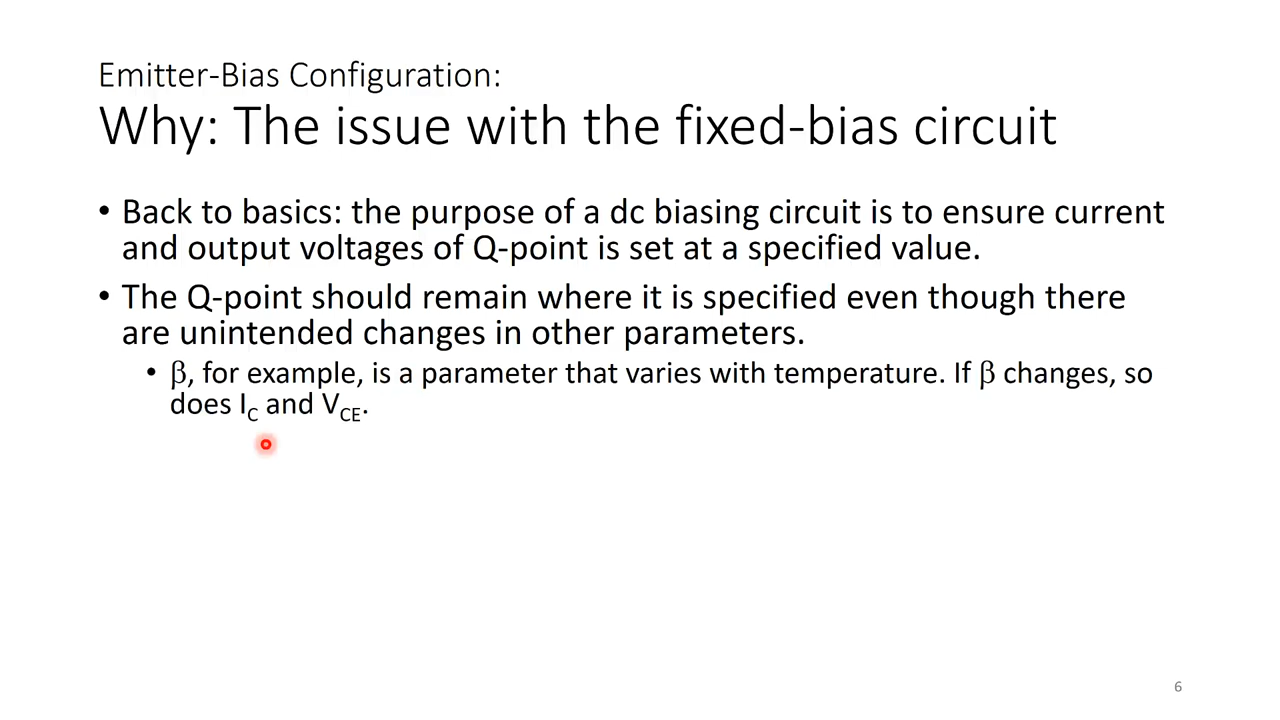 Emitter-Bias Configuration:
Why: The issue with the fixed-bias circuit
• Back to basics: the purpose of a dc biasing circuit is to ensure current
and output voltages of Q-point is set at a specified value.
• The Q-point should remain where it is specified even though there
are unintended changes in other parameters.
• β, for example, is a parameter that varies with temperature. If β changes, so
does I_C and V_CE.
6